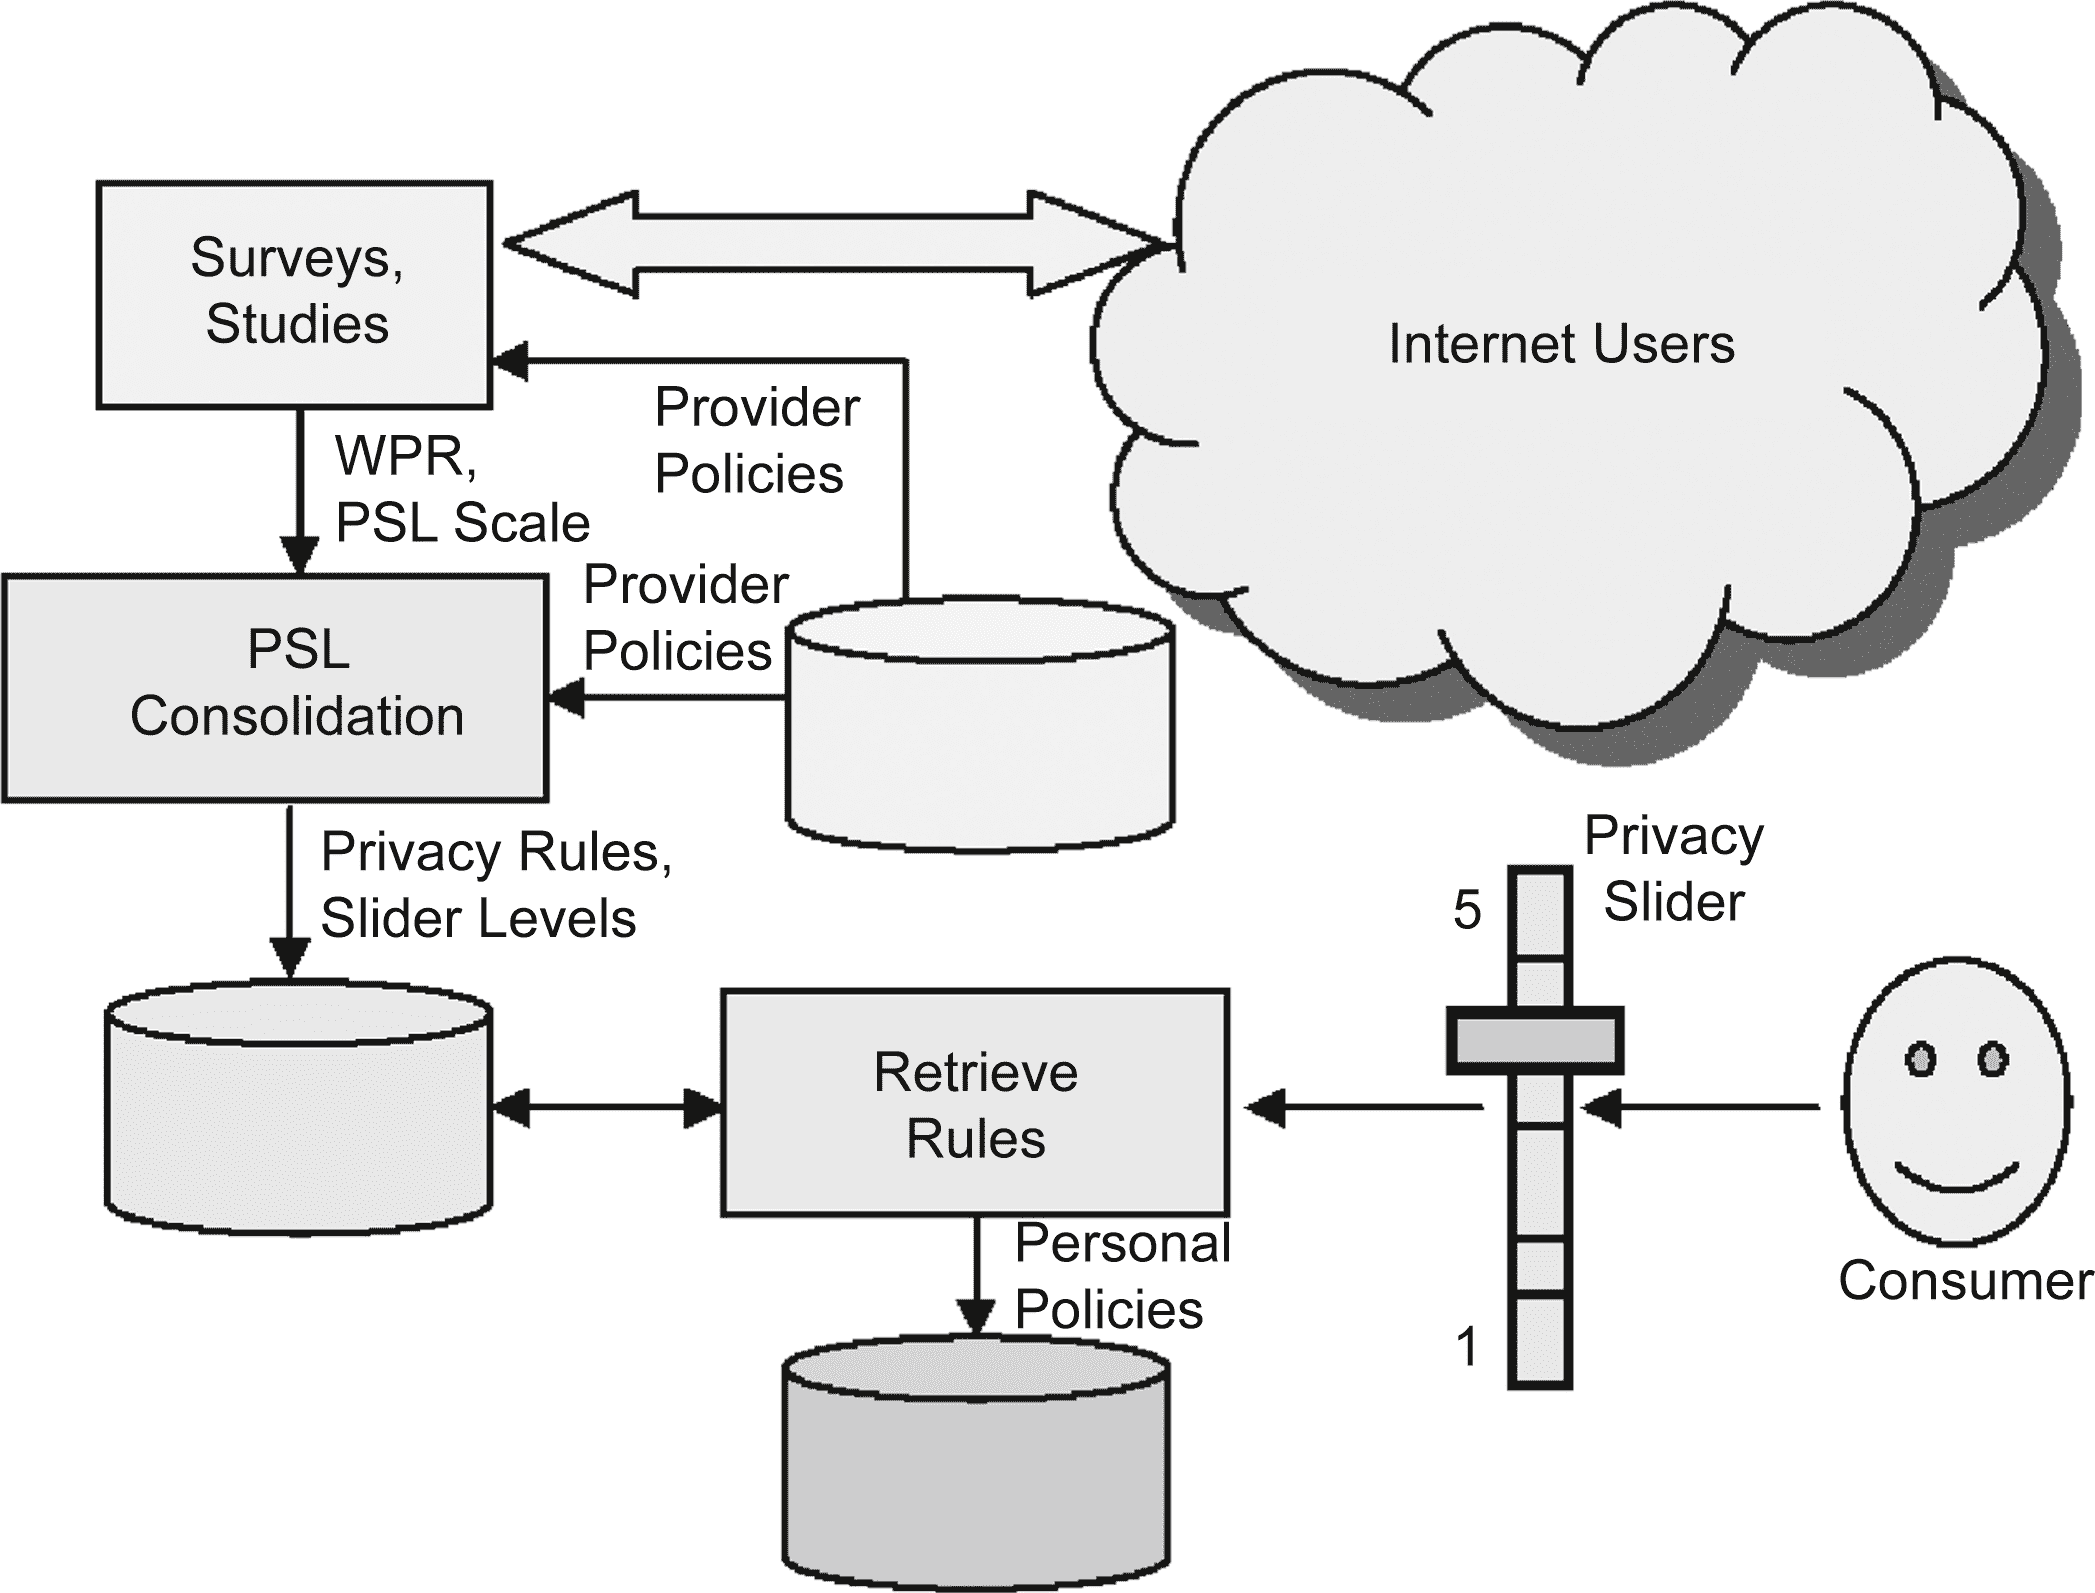 Surveys,
Studies
Internet Users
Provider
Policies
WPR,
PSL Scale
Provider
Policies
PSL
Consolidation
Privacy Rules,
Slider Levels
Privacy
Slider
5
Retrieve
Rules
Personal
Policies
Consumer
1